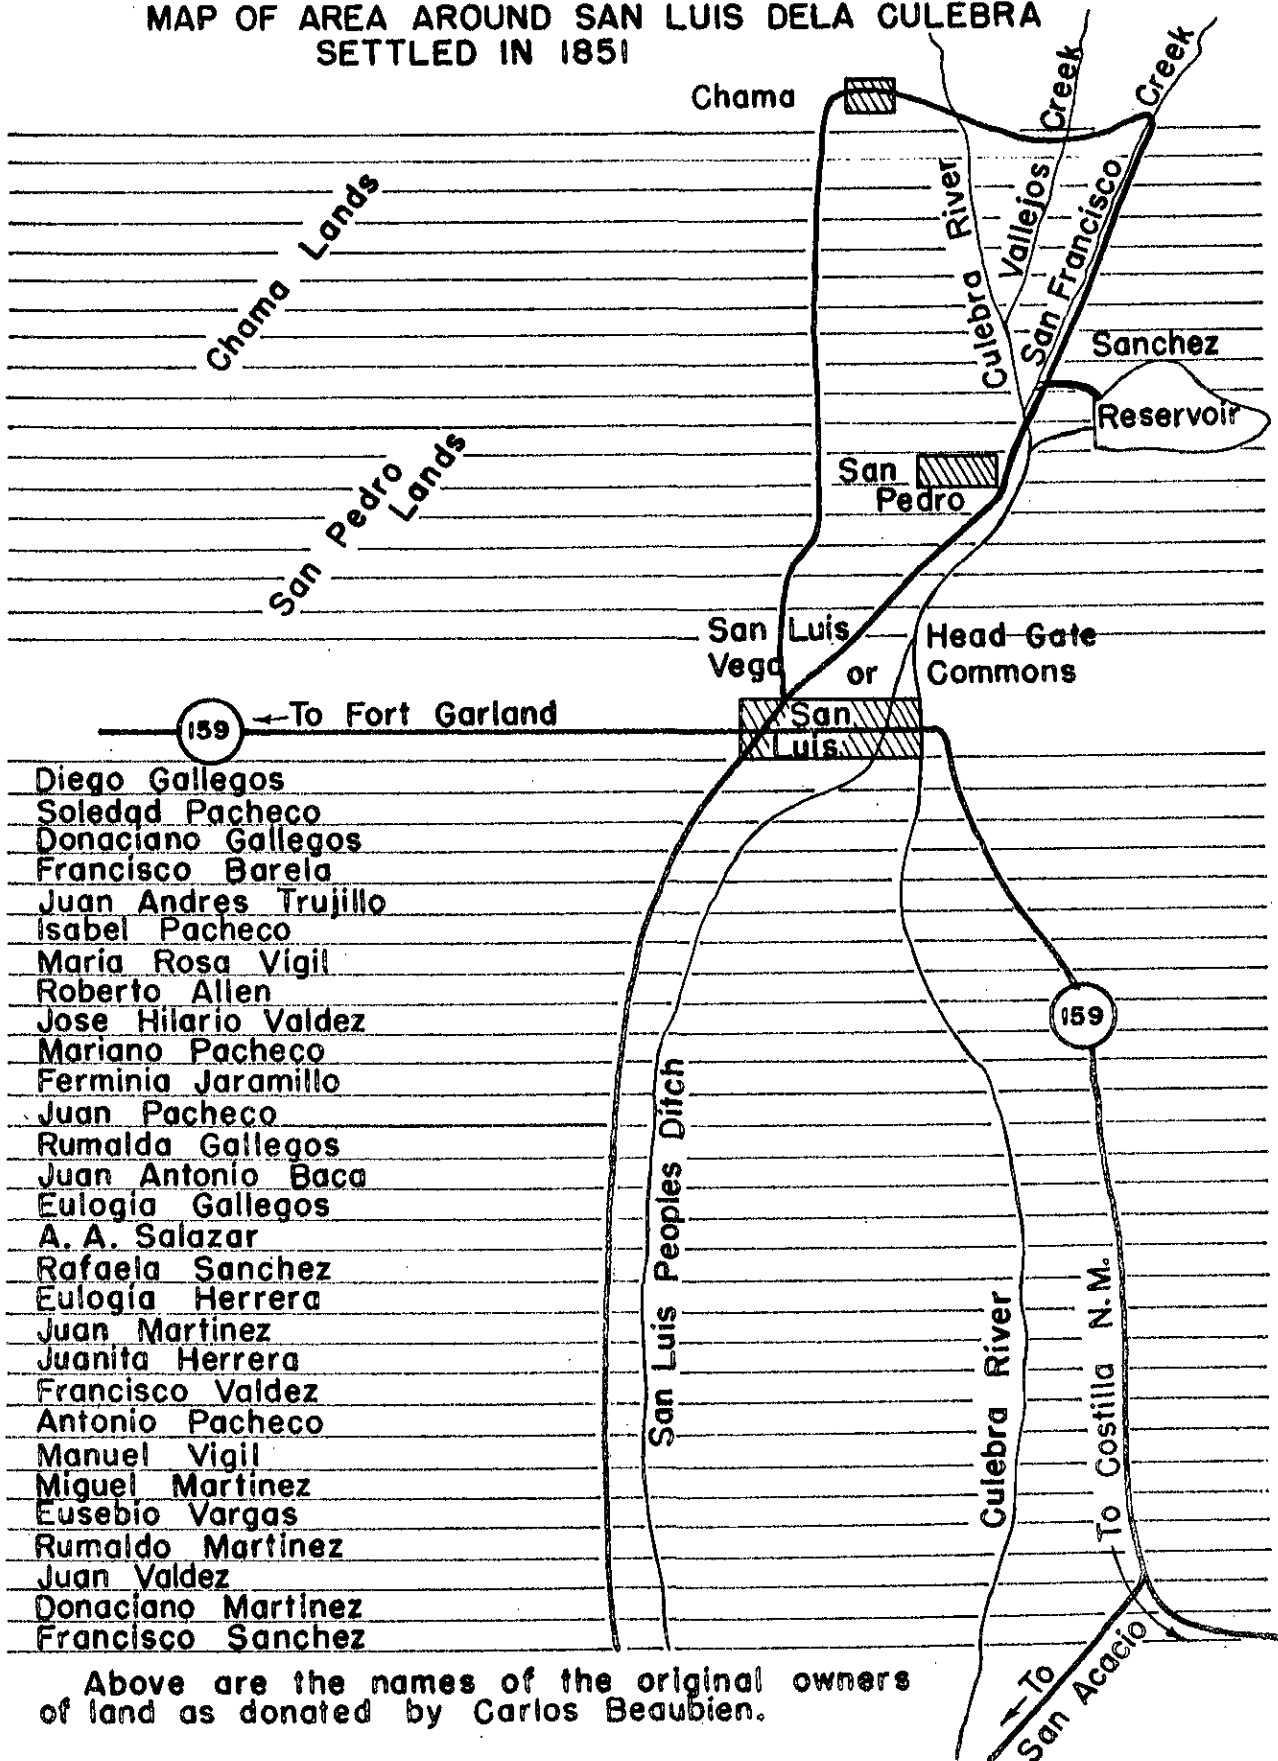 MAP OF AREA AROUND SAN LUIS DELA CULEBRA
SETTLED IN 1851
Chama
Culebra River
Vallejos Creek
San Francisco Creek
Chama Lands
Sanchez
Reservoir
San Pedro
Lands
San
Pedro
San Luis
Vega or
Head Gate
Commons
159
To Fort Garland
San
Luis
Diego Gallegos
Soledad Pacheco
Donaciano Gallegos
Francisco Barela
Juan Andres Trujillo
Isabel Pacheco
Maria Rosa Vigil
Roberto Allen
Jose Hilario Valdez
Mariano Pacheco
Ferminia Jaramillo
Juan Pacheco
Rumalda Gallegos
Juan Antonio Baca
Eulogia Gallegos
A. A. Salazar
Rafaela Sanchez
Eulogia Herrera
Juan Martinez
Juanita Herrera
Francisco Valdez
Antonio Pacheco
Manuel Vigil
Miguel Martinez
Eusebio Vargas
Rumaldo Martinez
Juan Valdez
Donaciano Martinez
Francisco Sanchez
San Luis Peoples Ditch
Culebra River
159
To Costilla N.M.
To
San Acacio
Above are the names of the original owners
of land as donated by Carlos Beaubien.